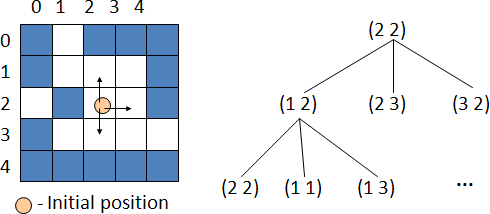 0 1 2 3 4
0
1
2
3
4
- Initial position
(2 2)
(1 2) (2 3) (3 2)
(2 2) (1 1) (1 3) ...